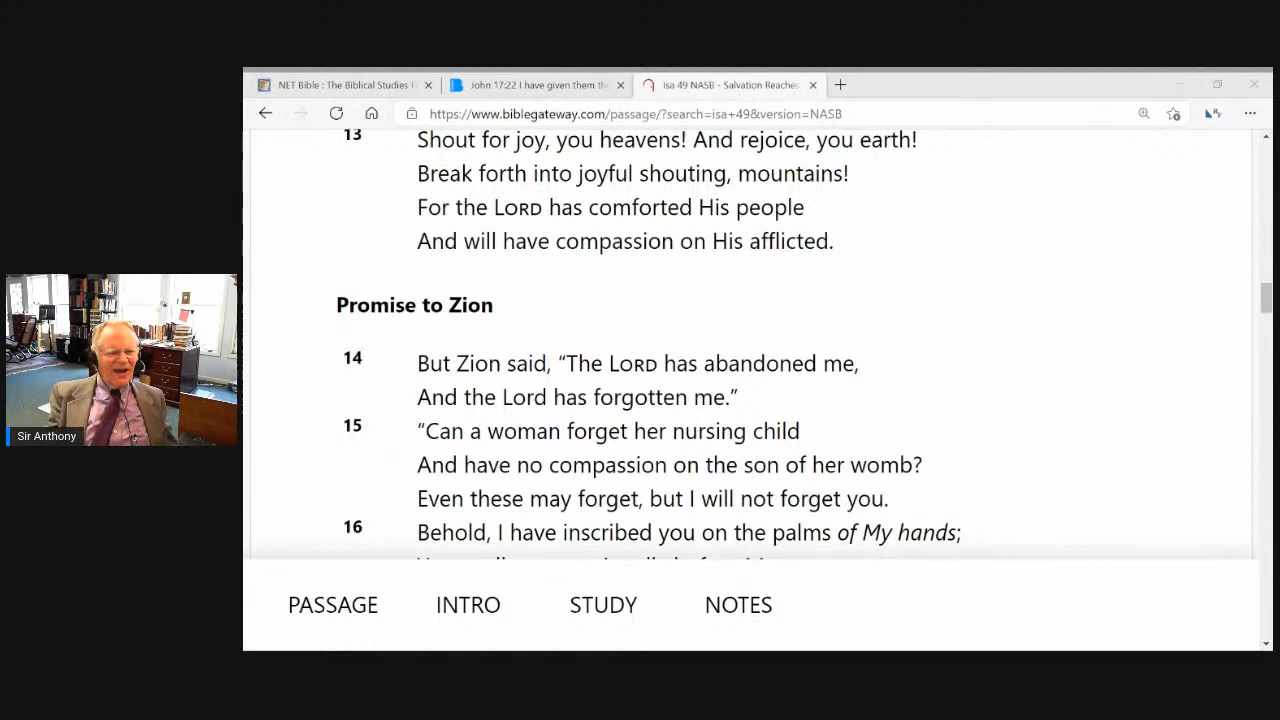 NET Bible : The Biblical Studies
John 17:22 I have given them th
Isa 49 NASB - Salvation Reaches
https://www.biblegateway.com/passage/?search=isa+49&version=NASB
13 Shout for joy, you heavens! And rejoice, you earth!
Break forth into joyful shouting, mountains!
For the LORD has comforted His people
And will have compassion on His afflicted.
Promise to Zion
14 But Zion said, “The LORD has abandoned me,
And the Lord has forgotten me.”
15 “Can a woman forget her nursing child
And have no compassion on the son of her womb?
Even these may forget, but I will not forget you.
16 Behold, I have inscribed you on the palms of My hands;
PASSAGE INTRO STUDY NOTES
Sir Anthony